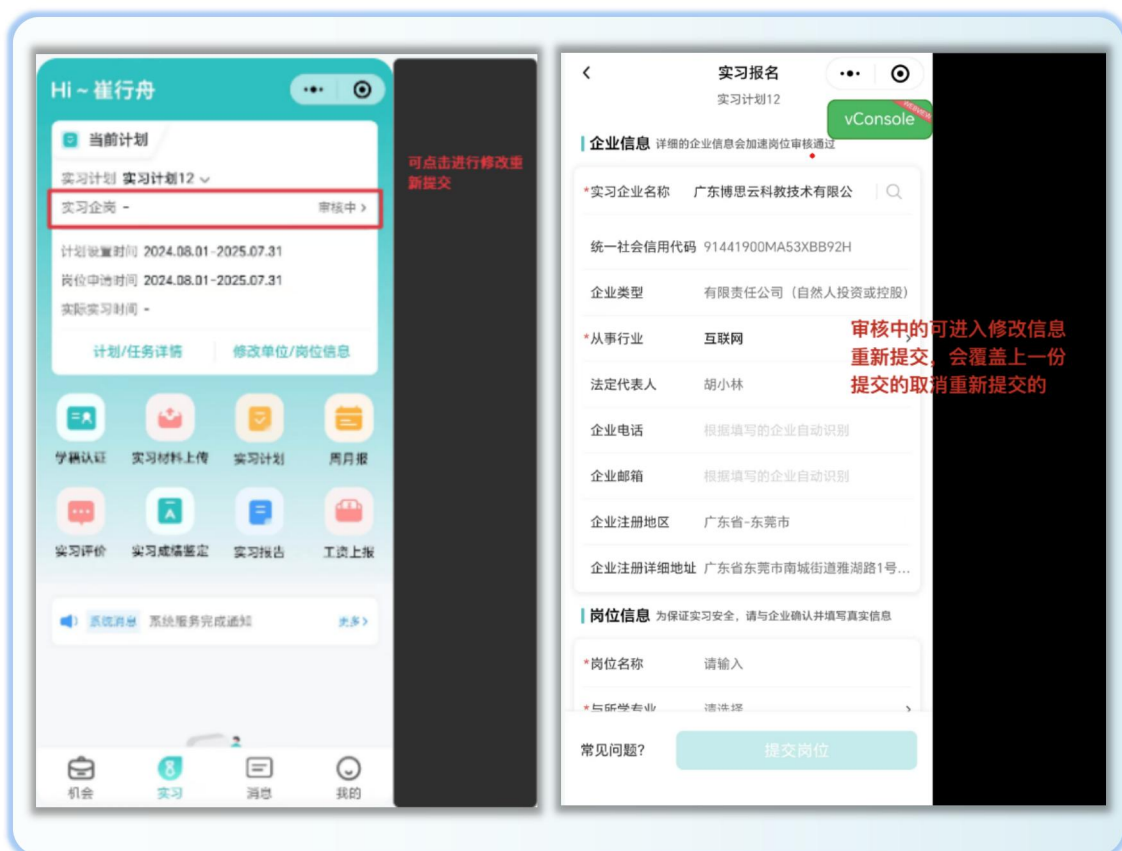 Hi ~ 崔行舟
当前计划
实习计划 实习计划12
实习企岗 - 审核中 >
计划设置时间 2024.08.01-2025.07.31
岗位申请时间 2024.08.01-2025.07.31
实际实习时间 -
计划/任务详情 修改单位/岗位信息
学籍认证 实习材料上传 实习计划 周月报
实习评价 实习成绩鉴定 实习报告 工资上报
系统消息 系统服务完成通知 更多>
机会 实习 消息 我的
可点击进行修改重
新提交
实习报名
实习计划12
vConsole
WEBVIEW
企业信息 详细的企业信息会加速岗位审核通过
*实习企业名称 广东博思云科教技术有限公
统一社会信用代码 91441900MA53XBB92H
企业类型 有限责任公司（自然人投资或控股）
*从事行业 互联网
法定代表人 胡小林
企业电话 根据填写的企业自动识别
企业邮箱 根据填写的企业自动识别
企业注册地区 广东省-东莞市
企业注册详细地址 广东省东莞市南城街道雅湖路1号...
岗位信息 为保证实习安全，请与企业确认并填写真实信息
*岗位名称 请输入
*与所学专业 请选择
常见问题? 提交岗位
审核中的可进入修改信息
重新提交，会覆盖上一份
提交的取消重新提交的